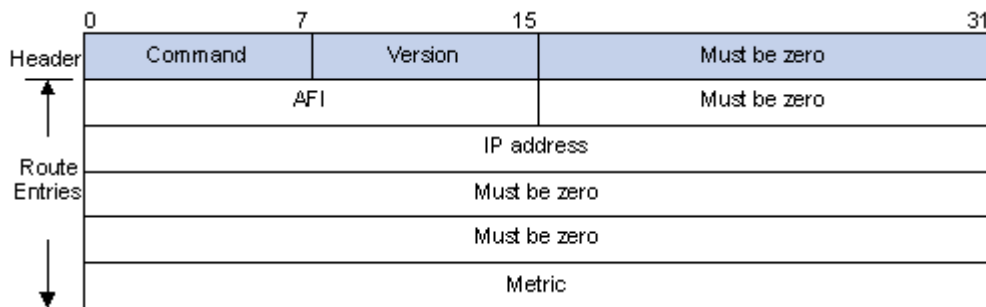 0 7 15 31
Header Command Version Must be zero
AFI Must be zero
IP address
Route
Entries
Must be zero
Must be zero
Metric